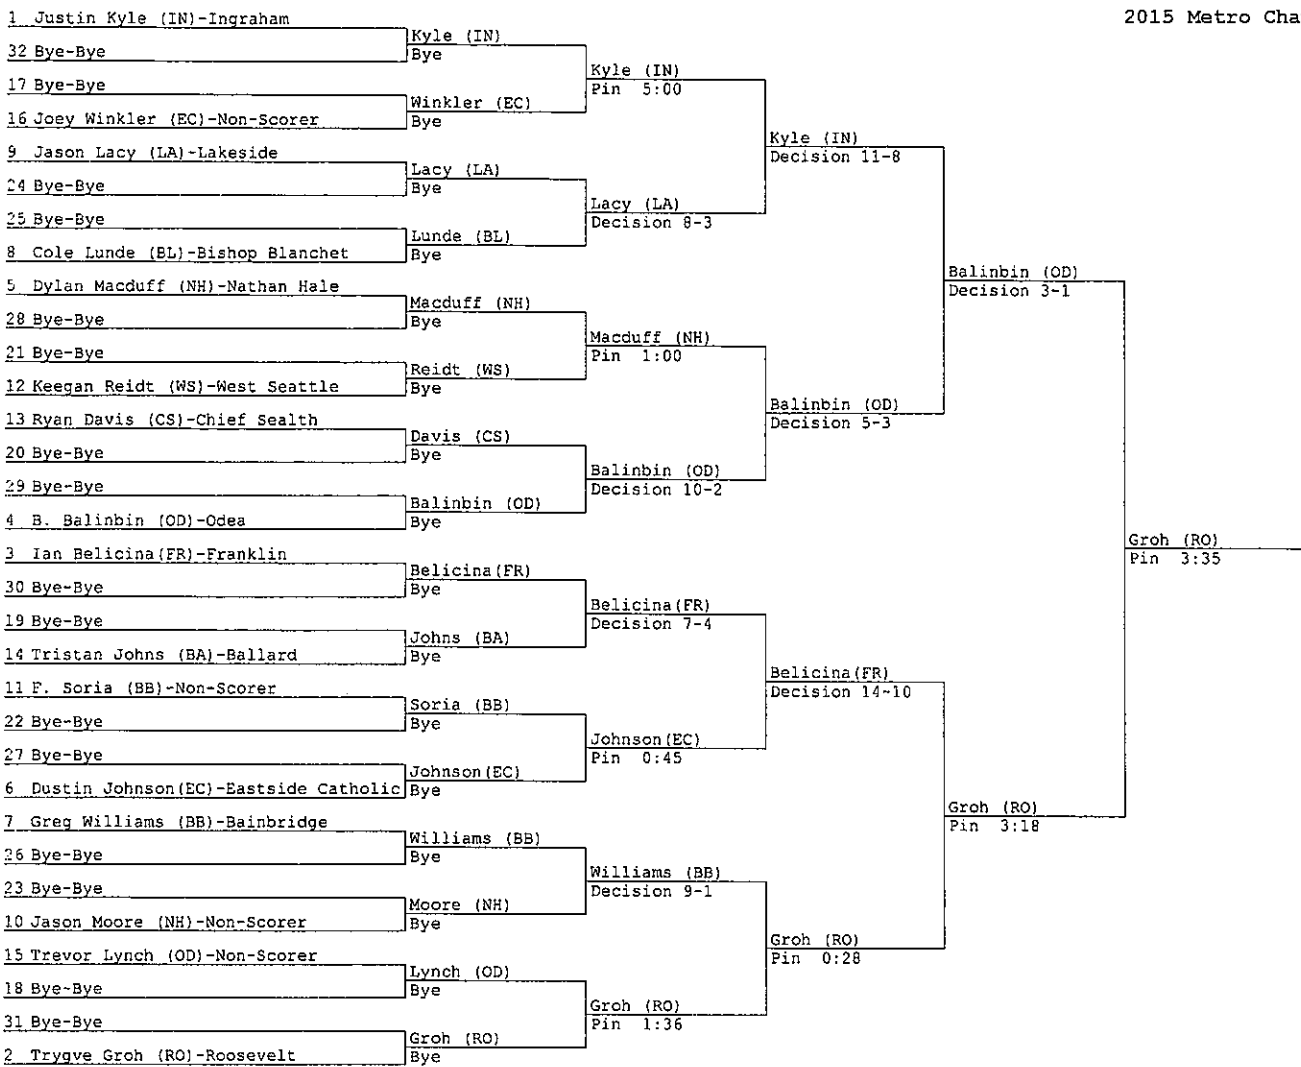 2015 Metro Cha
1 Justin Kyle (IN)-Ingraham
32 Bye-Bye
17 Bye-Bye
16 Joey Winkler (EC)-Non-Scorer
9 Jason Lacy (LA)-Lakeside
24 Bye-Bye
25 Bye-Bye
8 Cole Lunde (BL)-Bishop Blanchet
5 Dylan Macduff (NH)-Nathan Hale
28 Bye-Bye
21 Bye-Bye
12 Keegan Reidt (WS)-West Seattle
13 Ryan Davis (CS)-Chief Sealth
20 Bye-Bye
29 Bye-Bye
4 B. Balinbin (OD)-Odea
3 Ian Belicina(FR)-Franklin
30 Bye-Bye
19 Bye-Bye
14 Tristan Johns (BA)-Ballard
11 F. Soria (BB)-Non-Scorer
22 Bye-Bye
27 Bye-Bye
6 Dustin Johnson(EC)-Eastside Catholic
7 Greg Williams (BB)-Bainbridge
26 Bye-Bye
23 Bye-Bye
10 Jason Moore (NH)-Non-Scorer
15 Trevor Lynch (OD)-Non-Scorer
18 Bye-Bye
31 Bye-Bye
2 Trygve Groh (RO)-Roosevelt
Kyle (IN)
Bye
Winkler (EC)
Bye
Lacy (LA)
Bye
Lunde (BL)
Bye
Macduff (NH)
Bye
Reidt (WS)
Bye
Davis (CS)
Bye
Balinbin (OD)
Bye
Belicina(FR)
Bye
Johns (BA)
Bye
Soria (BB)
Bye
Johnson(EC)
Bye
Williams (BB)
Bye
Moore (NH)
Bye
Lynch (OD)
Bye
Groh (RO)
Bye
Kyle (IN)
Pin 5:00
Lacy (LA)
Decision 8-3
Macduff (NH)
Pin 1:00
Balinbin (OD)
Decision 10-2
Belicina(FR)
Decision 7-4
Johnson(EC)
Pin 0:45
Williams (BB)
Decision 9-1
Groh (RO)
Pin 1:36
Kyle (IN)
Decision 11-8
Balinbin (OD)
Decision 5-3
Belicina(FR)
Decision 14-10
Groh (RO)
Pin 0:28
Balinbin (OD)
Decision 3-1
Groh (RO)
Pin 3:18
Groh (RO)
Pin 3:35